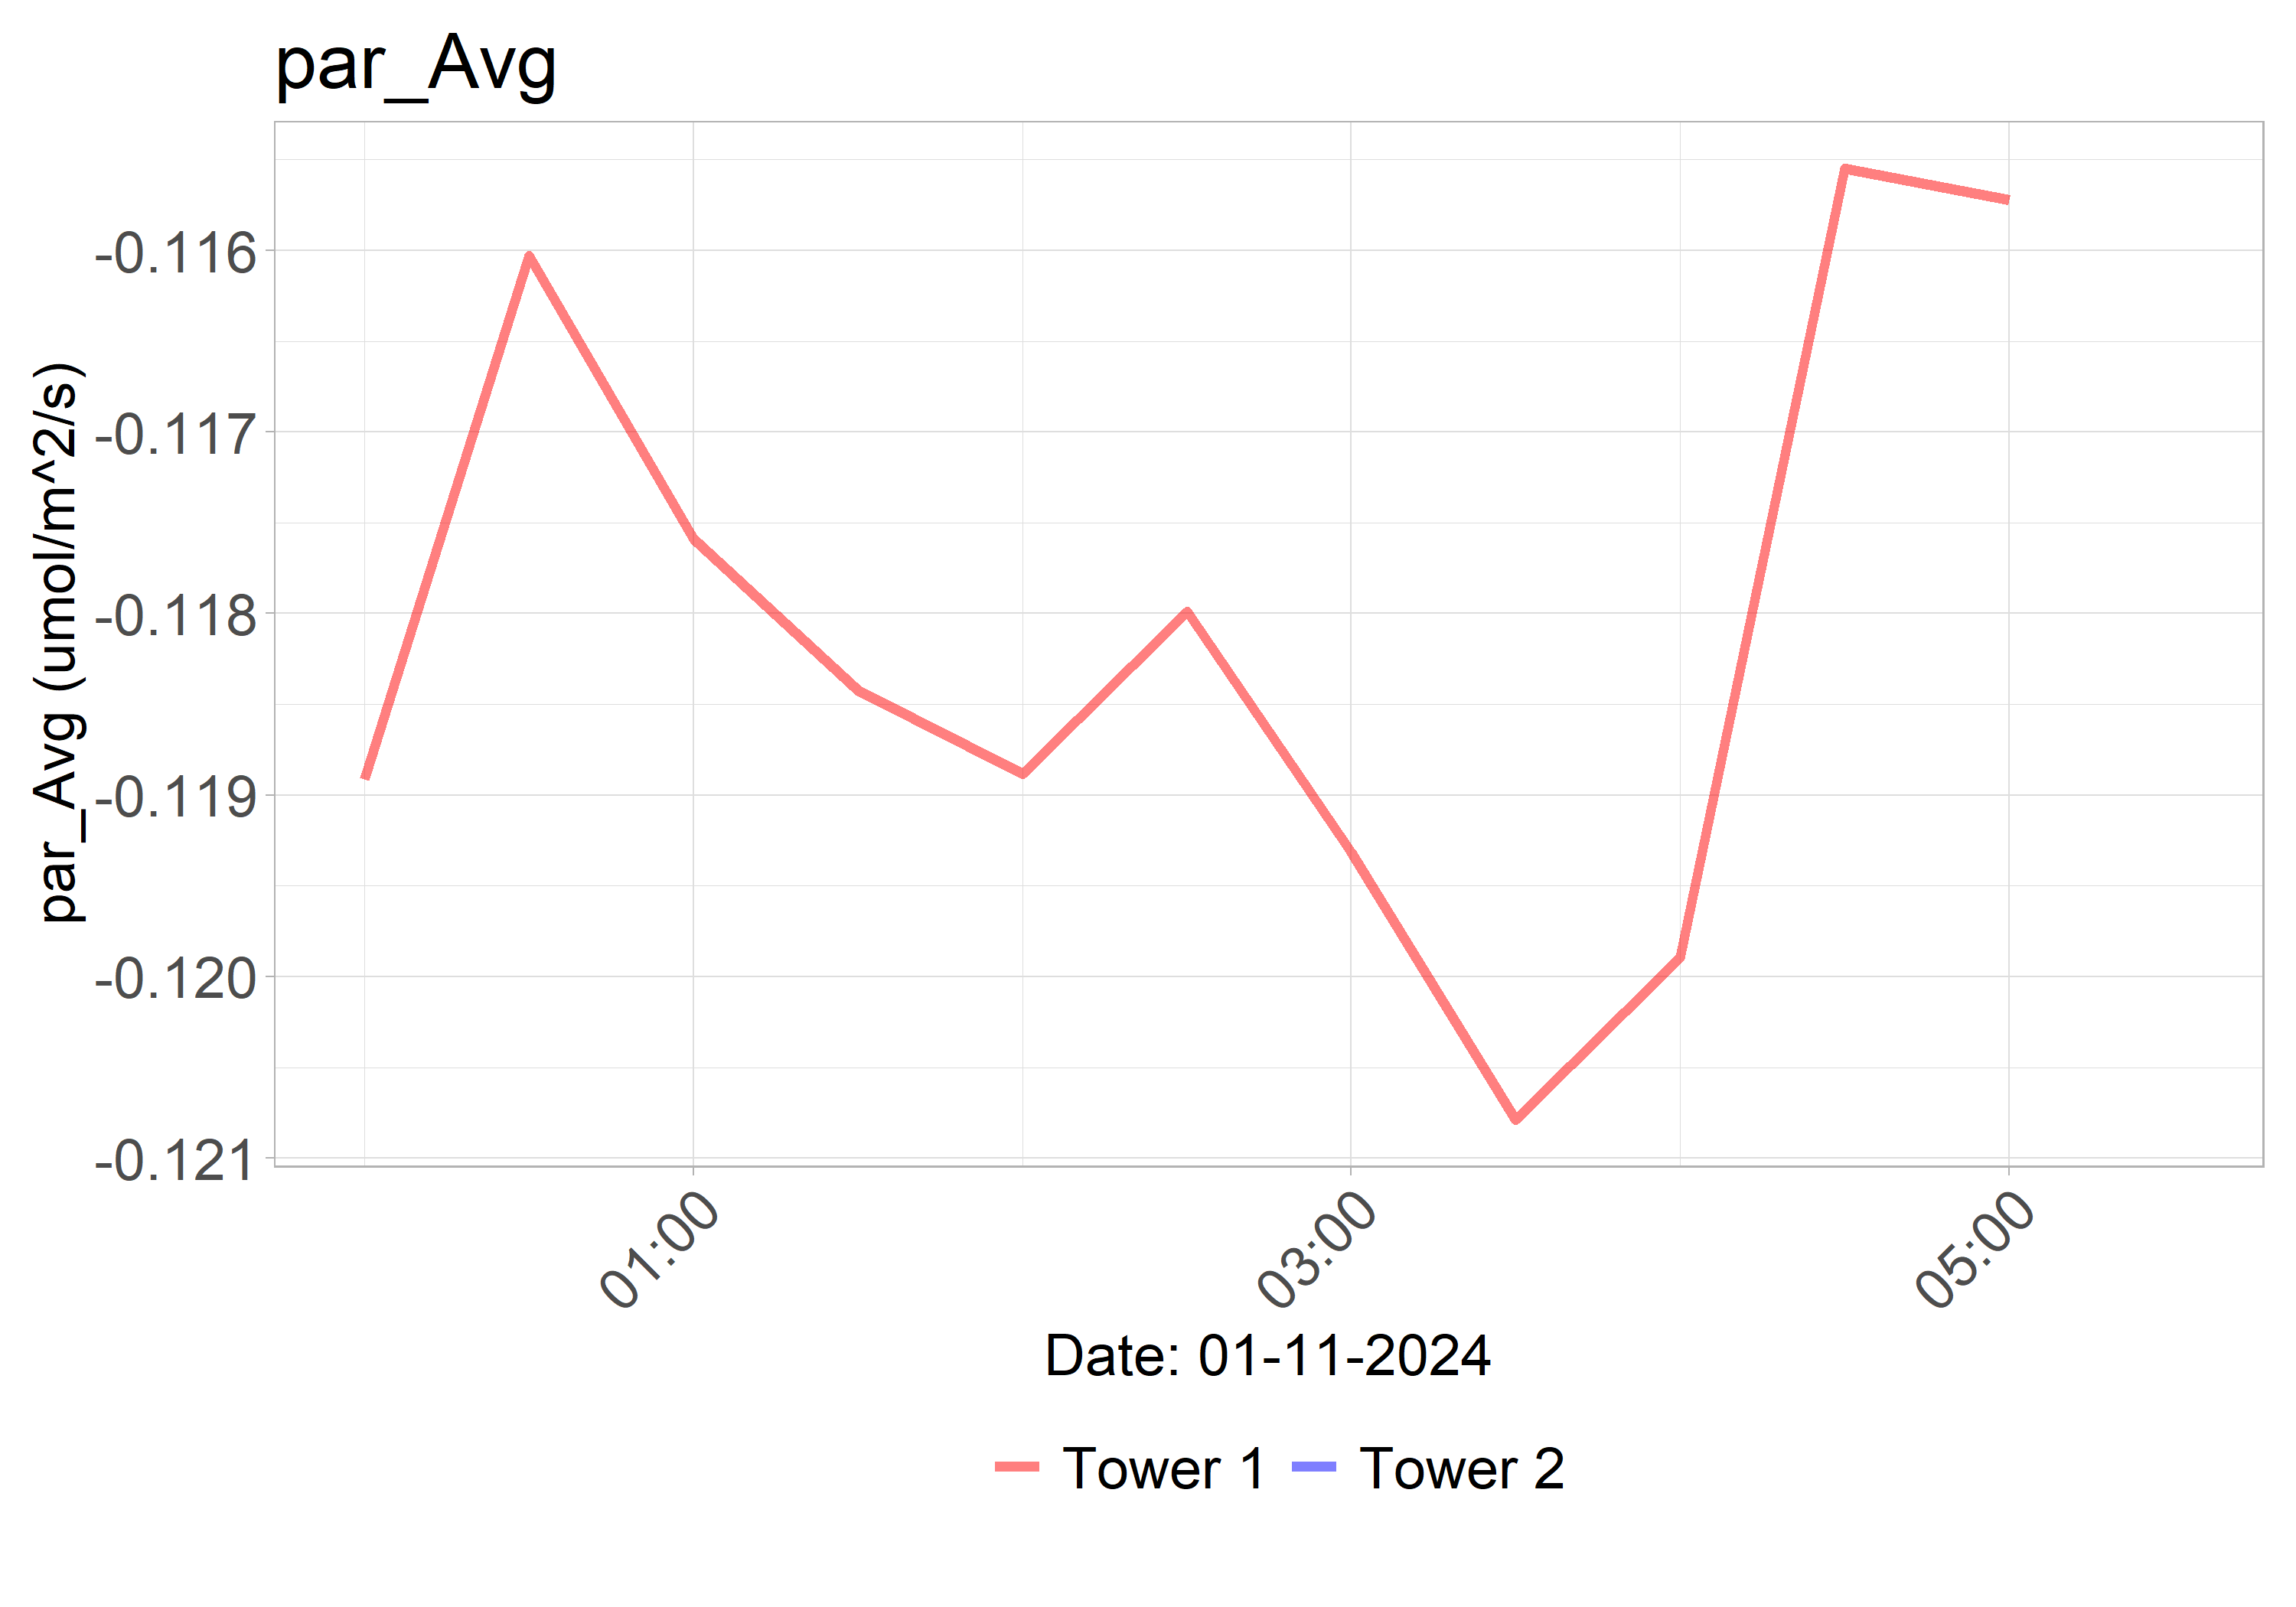 par_Avg
par_Avg (umol/m^2/s)
-0.116
-0.117
-0.118
-0.119
-0.120
-0.121
01:00
03:00
05:00
Date: 01-11-2024
Tower 1 Tower 2